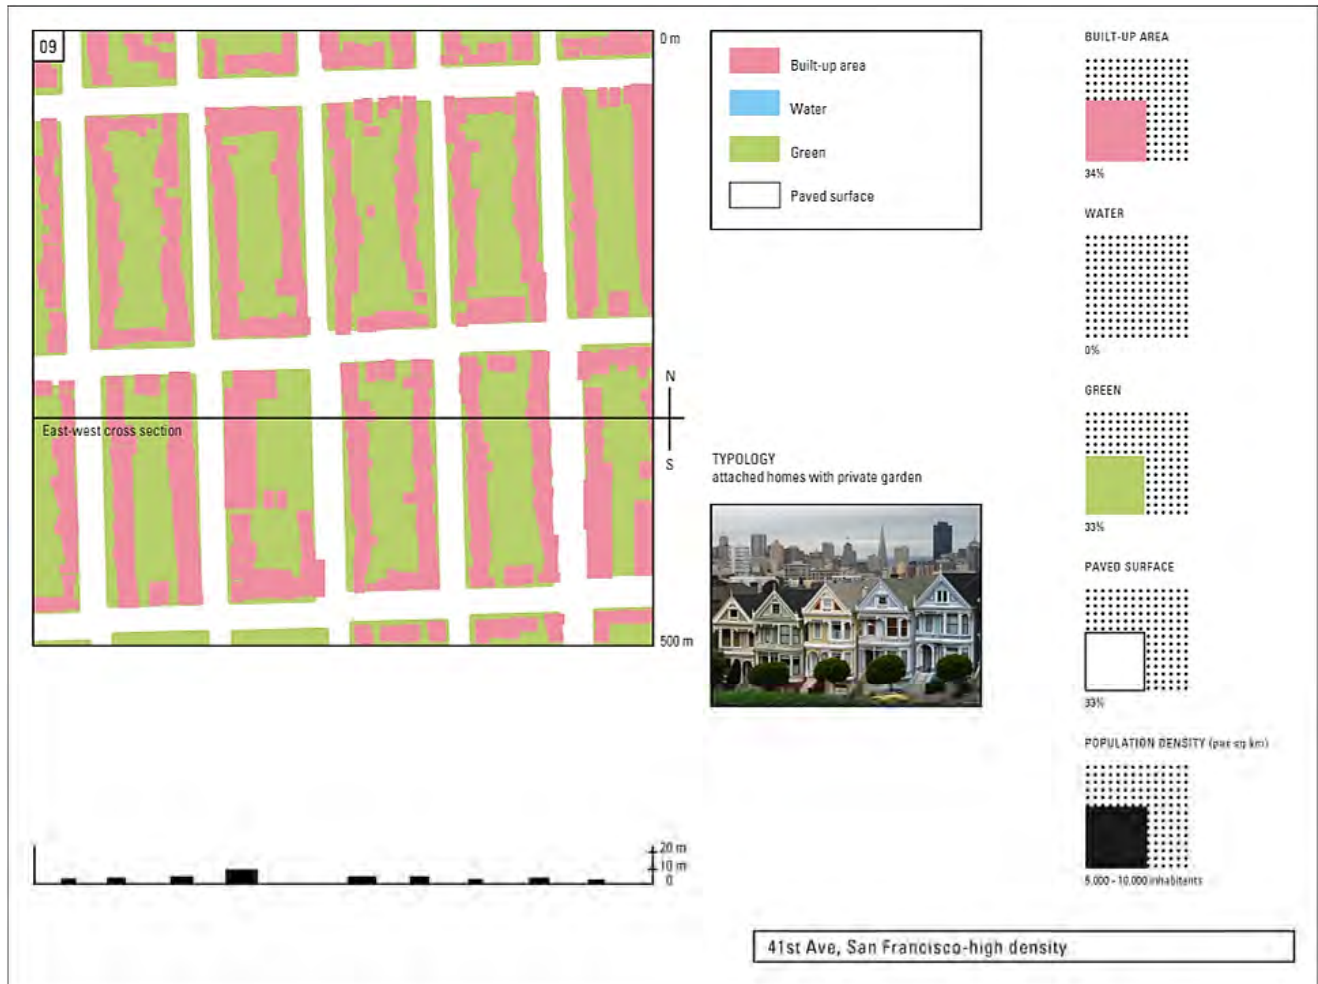 09
0 m
East-west cross section
500 m
N
S
Built-up area
Water
Green
Paved surface
TYPOLOGY
attached homes with private garden
BUILT-UP AREA
34%
WATER
0%
GREEN
33%
PAVED SURFACE
33%
POPULATION DENSITY (per sq km)
5,000 - 10,000 inhabitents
20 m
10 m
0
41st Ave, San Francisco-high density